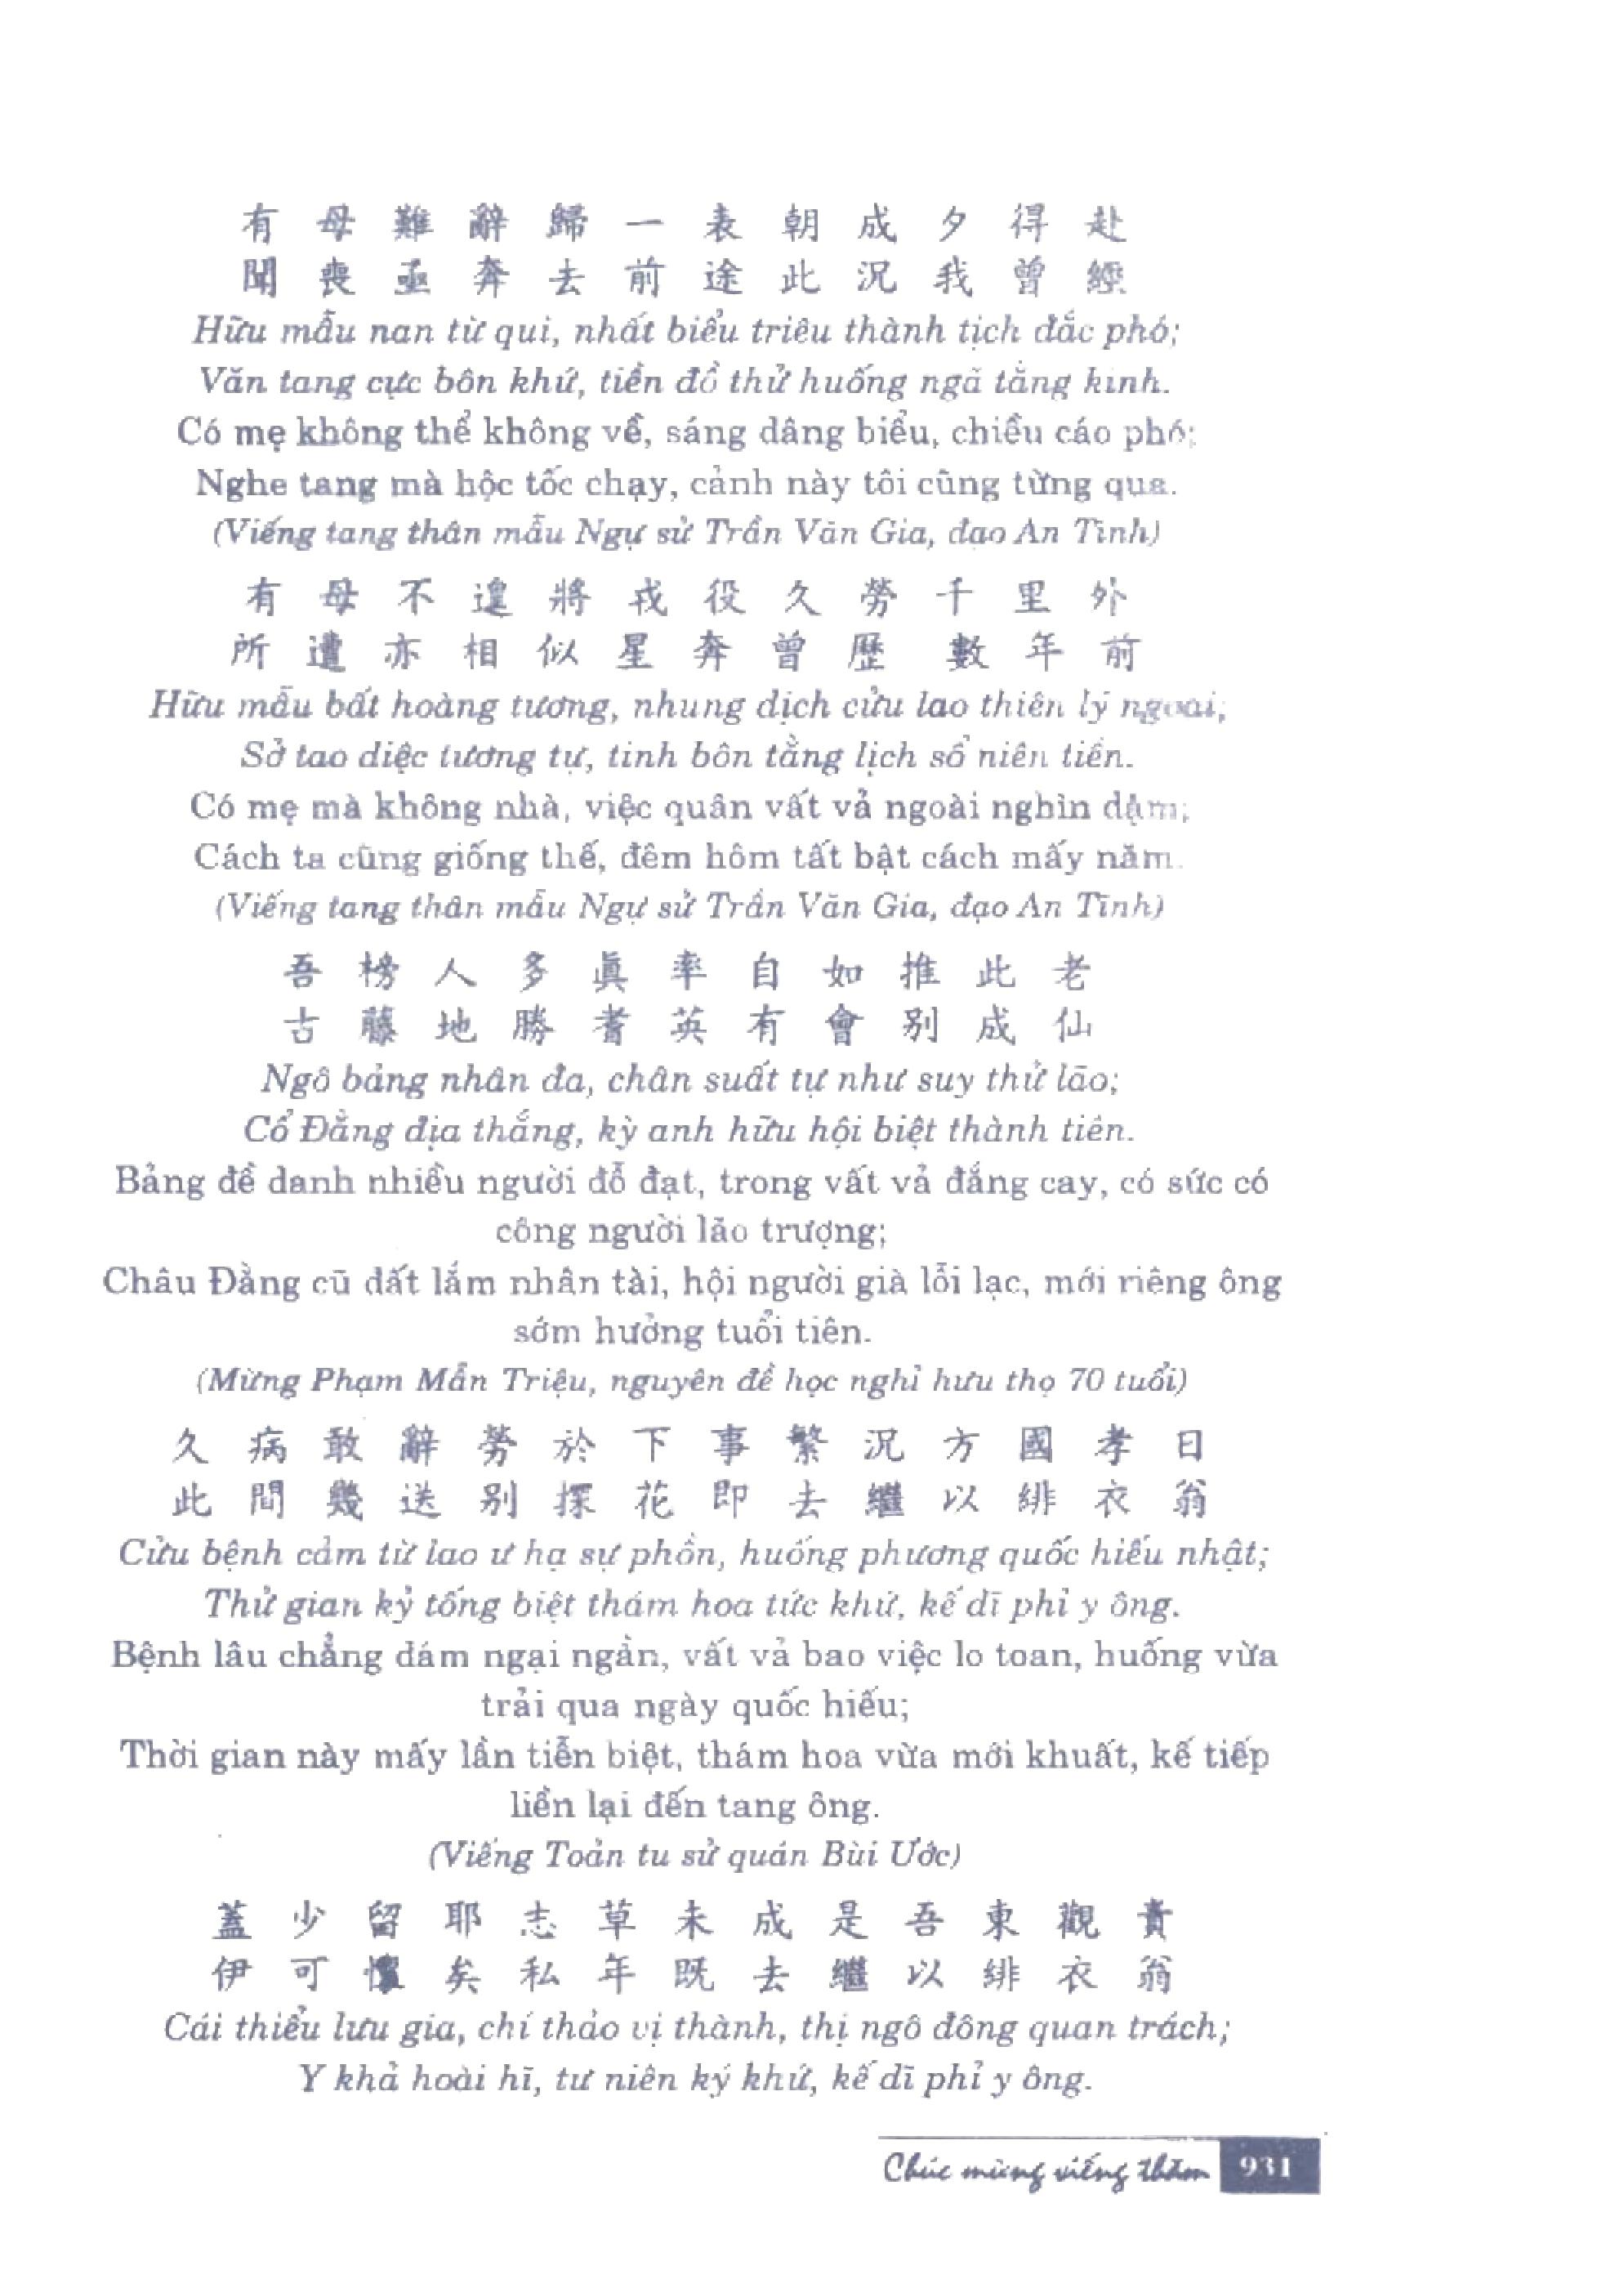 有母難辭歸一表朝成夕得赴
聞喪亟奔去前途此況我曾經
Hữu mẫu nan từ qui, nhất biểu triêu thành tịch đắc phó;
Văn tang cực bôn khứ, tiền đồ thử huống ngã tằng kinh.
Có mẹ không thể không về, sáng dâng biểu, chiều cáo phó;
Nghe tang mà hộc tốc chạy, cảnh này tôi cũng từng qua.
(Viếng tang thân mẫu Ngự sử Trần Văn Gia, đạo An Tĩnh)
有母不遑將戎役久勞千里外
所遭亦相似星奔曾歷數年前
Hữu mẫu bất hoàng tương, nhung dịch cửu lao thiên lý ngoại;
Sở tao diệc tương tự, tinh bôn tằng lịch sổ niên tiền.
Có mẹ mà không nhà, việc quân vất vả ngoài nghìn dặm;
Cách ta cũng giống thế, đêm hôm tất bật cách mấy năm.
(Viếng tang thân mẫu Ngự sử Trần Văn Gia, đạo An Tĩnh)
吾榜人多眞率自如推此老
古藤地勝耆英有會別成仙
Ngô bảng nhân đa, chân suất tự như suy thử lão;
Cổ Đằng địa thắng, kỳ anh hữu hội biệt thành tiên.
Bảng đề danh nhiều người đỗ đạt, trong vất vả đắng cay, có sức có
công người lão trượng;
Châu Đằng cũ đất lắm nhân tài, hội người già lỗi lạc, mới riêng ông
sớm hưởng tuổi tiên.
(Mừng Phạm Mẫn Triệu, nguyên đề học nghỉ hưu thọ 70 tuổi)
久病敢辭勞於下事繁況方國孝日
此間幾送別探花即去繼以緋衣翁
Cửu bệnh cảm từ lao ư hạ sự phồn, huống phương quốc hiếu nhật;
Thử gian kỷ tống biệt thám hoa tức khứ, kế dĩ phỉ y ông.
Bệnh lâu chẳng dám ngại ngần, vất vả bao việc lo toan, huống vừa
trải qua ngày quốc hiếu;
Thời gian này mấy lần tiễn biệt, thám hoa vừa mới khuất, kế tiếp
liền lại đến tang ông.
(Viếng Toản tu sử quán Bùi Ước)
蓋少留耶志草未成是吾東觀責
伊可懷矣私年既去繼以緋衣翁
Cái thiểu lưu gia, chí thảo vị thành, thị ngô đông quan trách;
Y khả hoài hĩ, tư niên ký khứ, kế dĩ phỉ y ông.
Chúc mừng viếng thăm 931